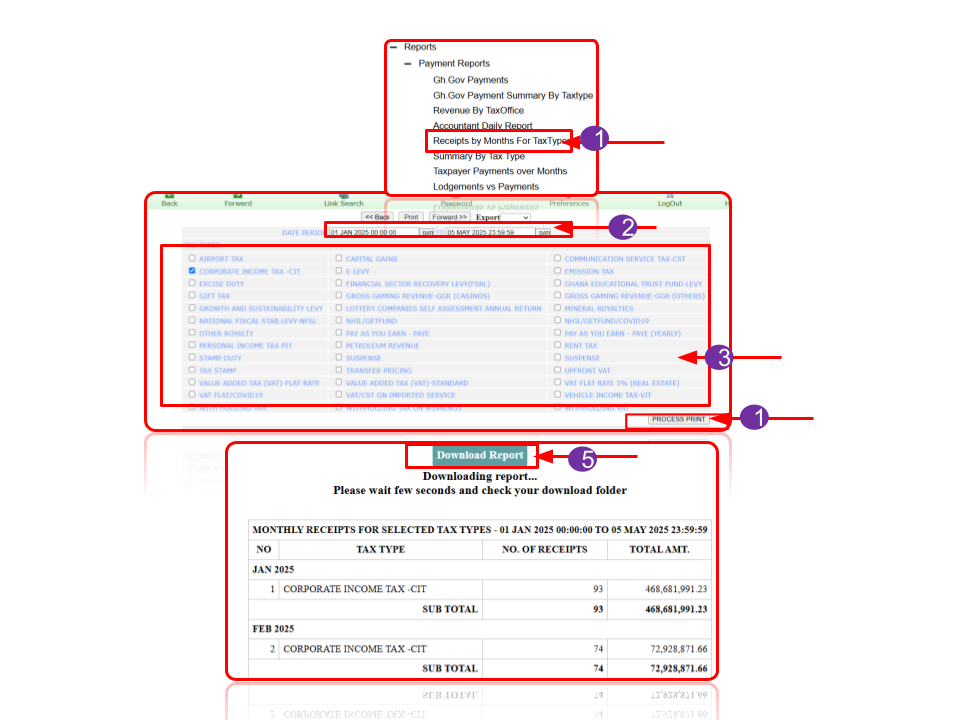 Reports
Payment Reports
Gh.Gov Payments
Gh.Gov Payment Summary By Taxtype
Revenue By TaxOffice
Accountant Daily Report
Receipts by Months For TaxType
1
Summary By Tax Type
Taxpayer Payments over Months
Lodgements vs Payments
Back Forward Link Search Password Preferences LogOut
<< Back Print Forward >> Export
DATE PERIOD 01 JAN 2025 00:00:00 DATE TO 05 MAY 2025 23:59:59 DATE
2
AIRPORT TAX CAPITAL GAINS COMMUNICATION SERVICE TAX-CST
CORPORATE INCOME TAX -CIT E-LEVY EMISSION TAX
EXCISE DUTY FINANCIAL SECTOR RECOVERY LEVY(FSRL) GHANA EDUCATIONAL TRUST FUND LEVY
GIFT TAX GROSS GAMING REVENUE-GGR (CASINOS) GROSS GAMING REVENUE-GGR (OTHERS)
GROWTH AND SUSTAINABILITY LEVY LOTTERY COMPANIES SELF ASSESSMENT ANNUAL RETURN MINERAL ROYALTIES
NATIONAL FISCAL STAB.LEVY-NFSL NHIL/GETFUND NHIL/GETFUND/COVID19
OTHER ROYALTY PAY AS YOU EARN - PAYE PAY AS YOU EARN - PAYE (YEARLY)
PERSONAL INCOME TAX-PIT PETROLEUM REVENUE RENT TAX
STAMP DUTY SUSPENSE SUSPENSE
3
TAX STAMP TRANSFER PRICING UPFRONT VAT
VALUE ADDED TAX (VAT)-FLAT RATE VALUE ADDED TAX (VAT)-STANDARD VAT FLAT RATE 5% (REAL ESTATE)
VAT FLAT/COVID19 VAT/CST ON IMPORTED SERVICE VEHICLE INCOME TAX-VIT
WITH HOLDING TAX WITHHOLDING TAX ON WINNINGS WITHHOLDING VAT
PROCESS PRINT
1
Download Report
5
Downloading report...
Please wait few seconds and check your download folder
MONTHLY RECEIPTS FOR SELECTED TAX TYPES - 01 JAN 2025 00:00:00 TO 05 MAY 2025 23:59:59
NO TAX TYPE NO. OF RECEIPTS TOTAL AMT.
JAN 2025
1 CORPORATE INCOME TAX -CIT 93 468,681,991.23
SUB TOTAL 93 468,681,991.23
FEB 2025
2 CORPORATE INCOME TAX -CIT 74 72,928,871.66
SUB TOTAL 74 72,928,871.66